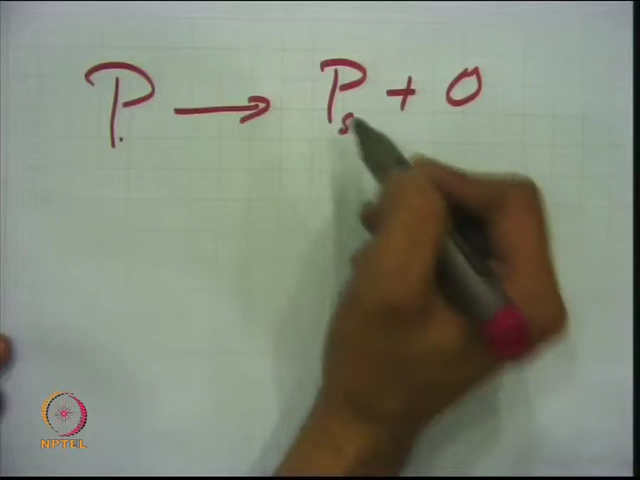 P → Ps + O
NPTEL